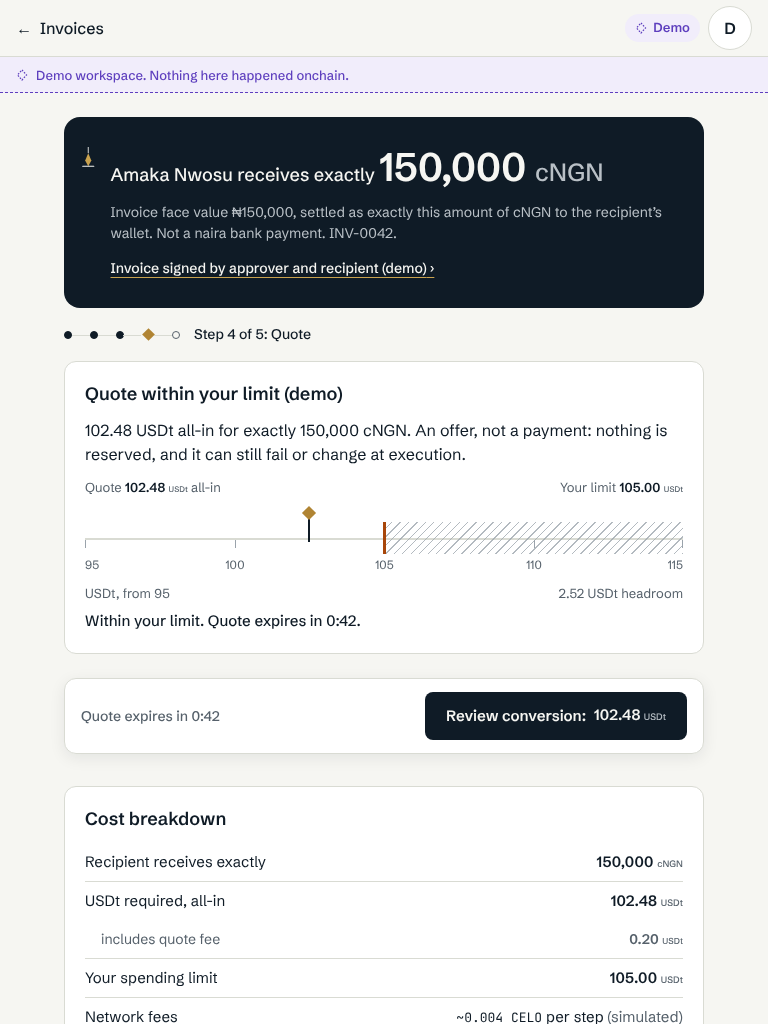 ← Invoices
Demo
D
Demo workspace. Nothing here happened onchain.
Amaka Nwosu receives exactly 150,000 cNGN
Invoice face value ₦150,000, settled as exactly this amount of cNGN to the recipient’s
wallet. Not a naira bank payment. INV-0042.
Invoice signed by approver and recipient (demo) ›
Step 4 of 5: Quote
Quote within your limit (demo)
102.48 USDt all-in for exactly 150,000 cNGN. An offer, not a payment: nothing is
reserved, and it can still fail or change at execution.
Quote 102.48 USDt all-in
Your limit 105.00 USDt
95 100 105 110 115
USDt, from 95
2.52 USDt headroom
Within your limit. Quote expires in 0:42.
Quote expires in 0:42
Review conversion: 102.48 USDt
Cost breakdown
Recipient receives exactly 150,000 cNGN
USDt required, all-in 102.48 USDt
includes quote fee 0.20 USDt
Your spending limit 105.00 USDt
Network fees ~0.004 CELO per step (simulated)